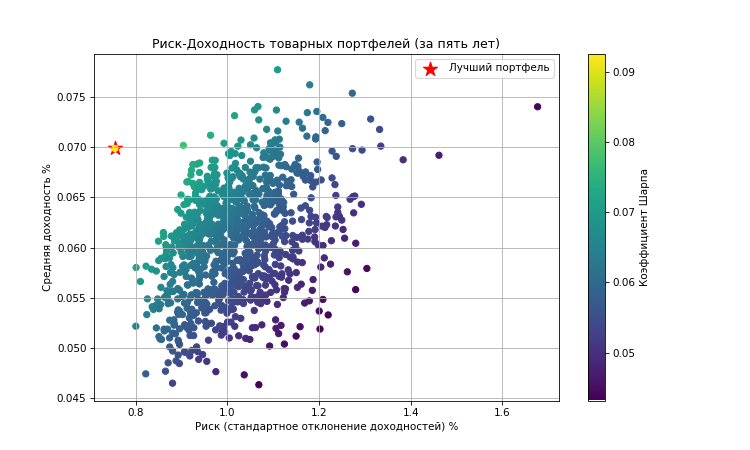 Риск-Доходность товарных портфелей (за пять лет)
Лучший портфель
Средняя доходность %
0.075
0.070
0.065
0.060
0.055
0.050
0.045
0.8 1.0 1.2 1.4 1.6
Риск (стандартное отклонение доходностей) %
0.09
0.08
0.07
0.06
0.05
Коэффициент Шарпа